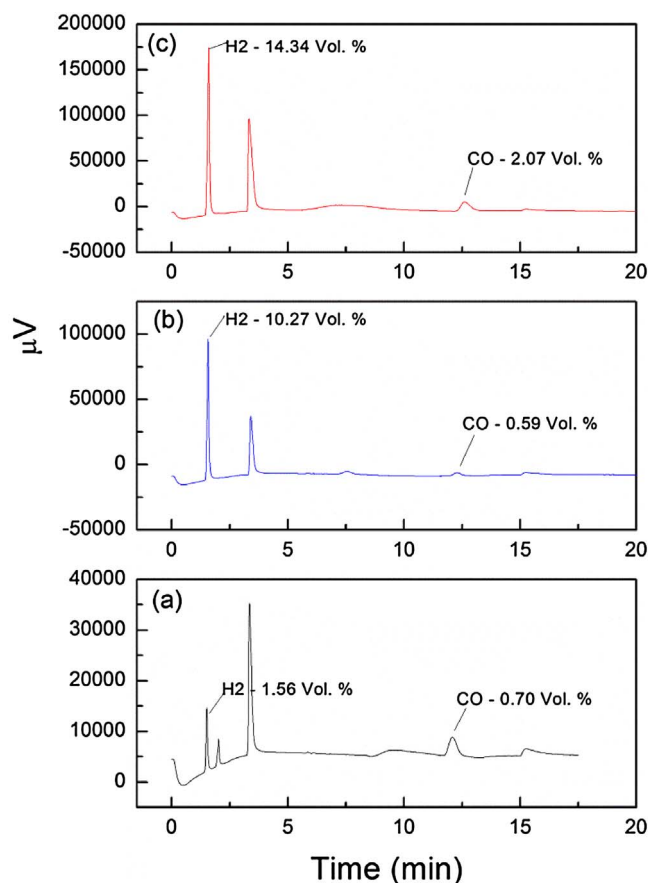 200000
(c)
H2 - 14.34 Vol. %
150000
100000
50000
CO - 2.07 Vol. %
0
-50000
0 5 10 15 20
(b)
H2 - 10.27 Vol. %
100000
50000
CO - 0.59 Vol. %
0
-50000
0 5 10 15 20
µV
40000
(a)
30000
20000
H2 - 1.56 Vol. %
CO - 0.70 Vol. %
10000
0
0 5 10 15 20
Time (min)